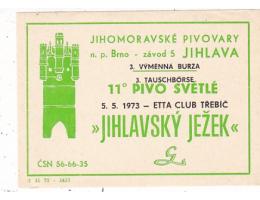 JIHOMORAVSKÉ PIVOVARY
n. p. Brno - závod 5 JIHLAVA
3. VÝMĚNNÁ BURZA
3. TAUSCHBÖRSE
11° PIVO SVĚTLÉ
5. 5. 1973 – ETTA CLUB TŘEBÍČ
»JIHLAVSKÝ JEŽEK«
ČSN 56-66-35